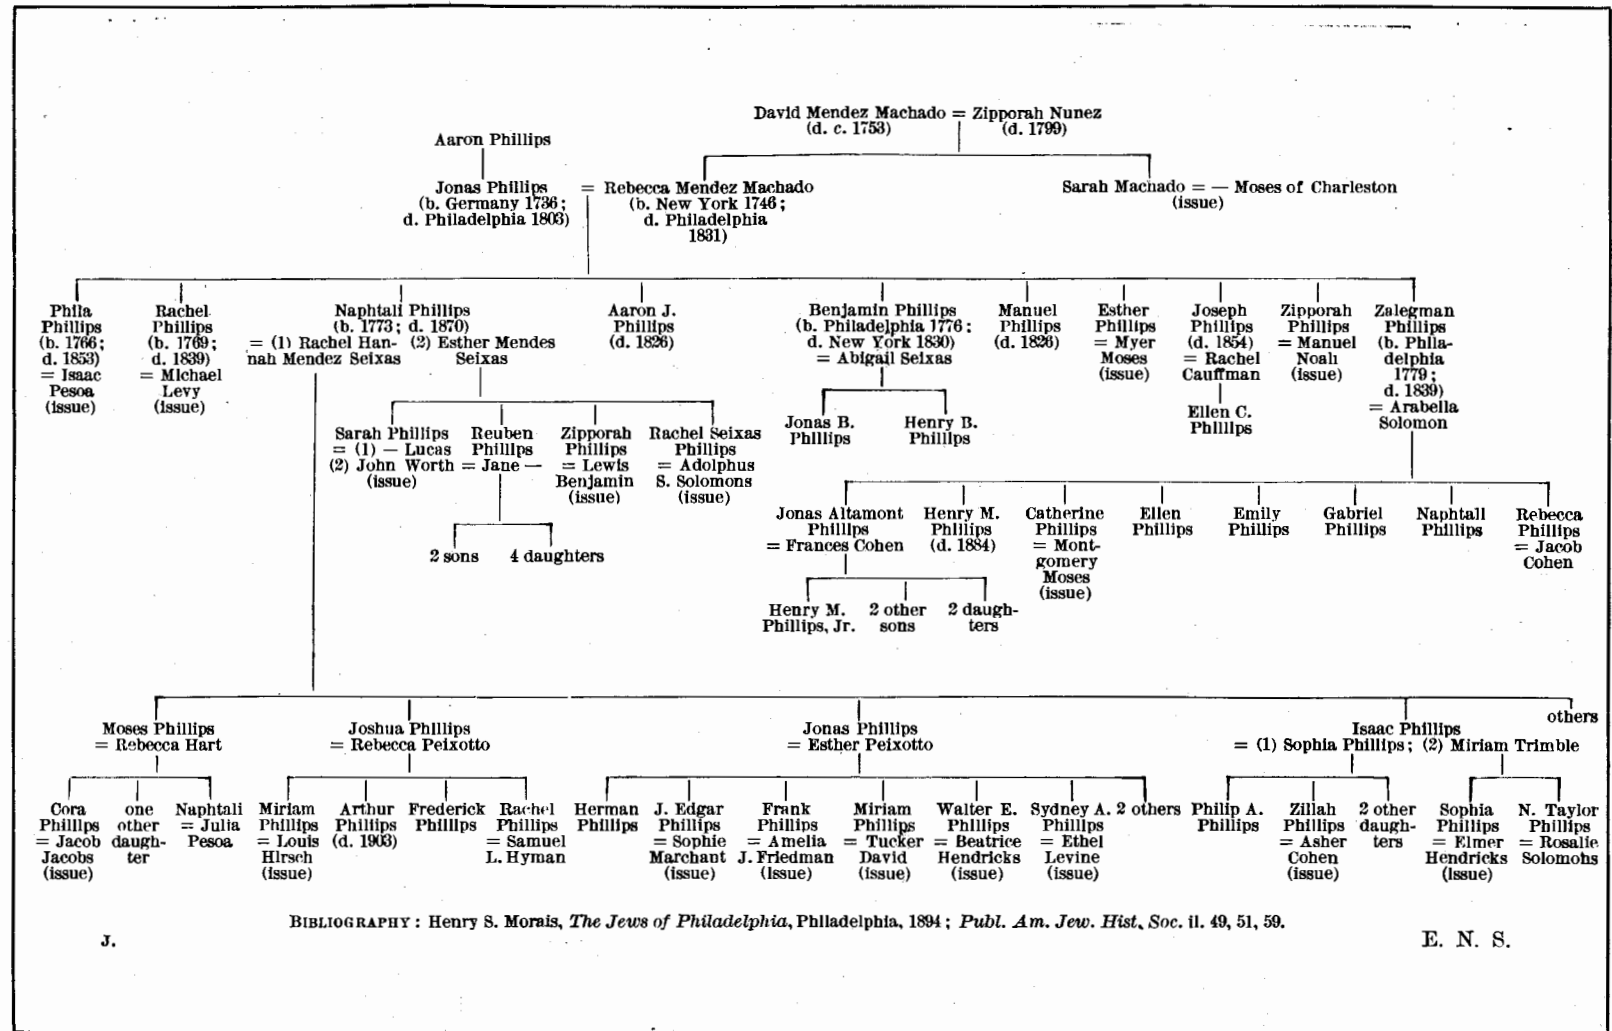 David Mendez Machado = Zipporah Nunez
(d. c. 1753) (d. 1799)
Aaron Phillips
Jonas Phillips
(b. Germany 1736;
d. Philadelphia 1803)
= Rebecca Mendez Machado
(b. New York 1746;
d. Philadelphia
1831)
Sarah Machado = — Moses of Charleston
(issue)
Phila
Phillips
(b. 1766;
d. 1853)
= Isaac
Pesoa
(issue)
Rachel
Phillips
(b. 1769;
d. 1839)
= Michael
Levy
(issue)
Naphtali Phillips
(b. 1773; d. 1870)
= (1) Rachel Han-
nah Mendez Seixas
(2) Esther Mendes
Seixas
Aaron J.
Phillips
(d. 1826)
Benjamin Phillips
(b. Philadelphia 1776:
d. New York 1830)
= Abigail Seixas
Manuel
Phillips
(d. 1826)
Esther
Phillips
= Myer
Moses
(issue)
Joseph
Phillips
(d. 1854)
= Rachel
Cauffman
Zipporah
Phillips
= Manuel
Noah
(issue)
Zalegman
Phillips
(b. Phila-
delphia
1779;
d. 1839)
= Arabella
Solomon
Sarah Phillips
= (1) — Lucas
(2) John Worth
(issue)
Reuben
Phillips
= Jane —
Zipporah
Phillips
= Lewis
Benjamin
(issue)
Rachel Seixas
Phillips
= Adolphus
S. Solomons
(issue)
Jonas B.
Phillips
Henry B.
Phillips
Ellen C.
Phillips
2 sons
4 daughters
Jonas Altamont
Phillips
= Frances Cohen
Henry M.
Phillips
(d. 1884)
Catherine
Phillips
= Mont-
gomery
Moses
(issue)
Ellen
Phillips
Emily
Phillips
Gabriel
Phillips
Naphtali
Phillips
Rebecca
Phillips
= Jacob
Cohen
Henry M.
Phillips, Jr.
2 other
sons
2 daugh-
ters
Moses Phillips
= Rebecca Hart
Joshua Phillips
= Rebecca Peixotto
Jonas Phillips
= Esther Peixotto
Isaac Phillips
= (1) Sophia Phillips; (2) Miriam Trimble
others
Cora
Phillips
= Jacob
Jacobs
(issue)
one
other
daugh-
ter
Naphtali
= Julia
Pesoa
Miriam
Phillips
= Louis
Hirsch
(issue)
Arthur
Phillips
(d. 1903)
Frederick
Phillips
Rachel
Phillips
= Samuel
L. Hyman
Herman
Phillips
J. Edgar
Phillips
= Sophie
Marchant
(issue)
Frank
Phillips
= Amelia
J. Friedman
(issue)
Miriam
Phillips
= Tucker
David
(issue)
Walter E.
Phillips
= Beatrice
Hendricks
(issue)
Sydney A.
Phillips
= Ethel
Levine
(issue)
2 others
Philip A.
Phillips
Zillah
Phillips
= Asher
Cohen
(issue)
2 other
daugh-
ters
Sophia
Phillips
= Elmer
Hendricks
(issue)
N. Taylor
Phillips
= Rosalie
Solomons
BIBLIOGRAPHY: Henry S. Morais, The Jews of Philadelphia, Philadelphia, 1894; Publ. Am. Jew. Hist. Soc. ii. 49, 51, 59.
J. E. N. S.